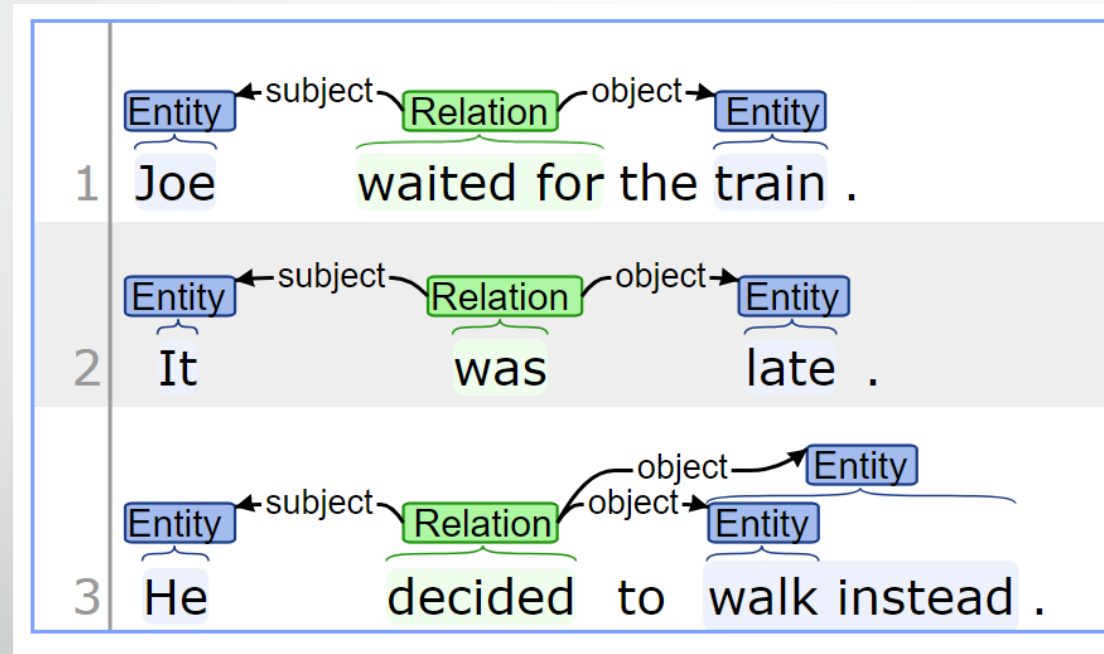 Entity subject Relation object Entity
1 Joe waited for the train .
Entity subject Relation object Entity
2 It was late .
object Entity
Entity subject Relation object Entity
3 He decided to walk instead .